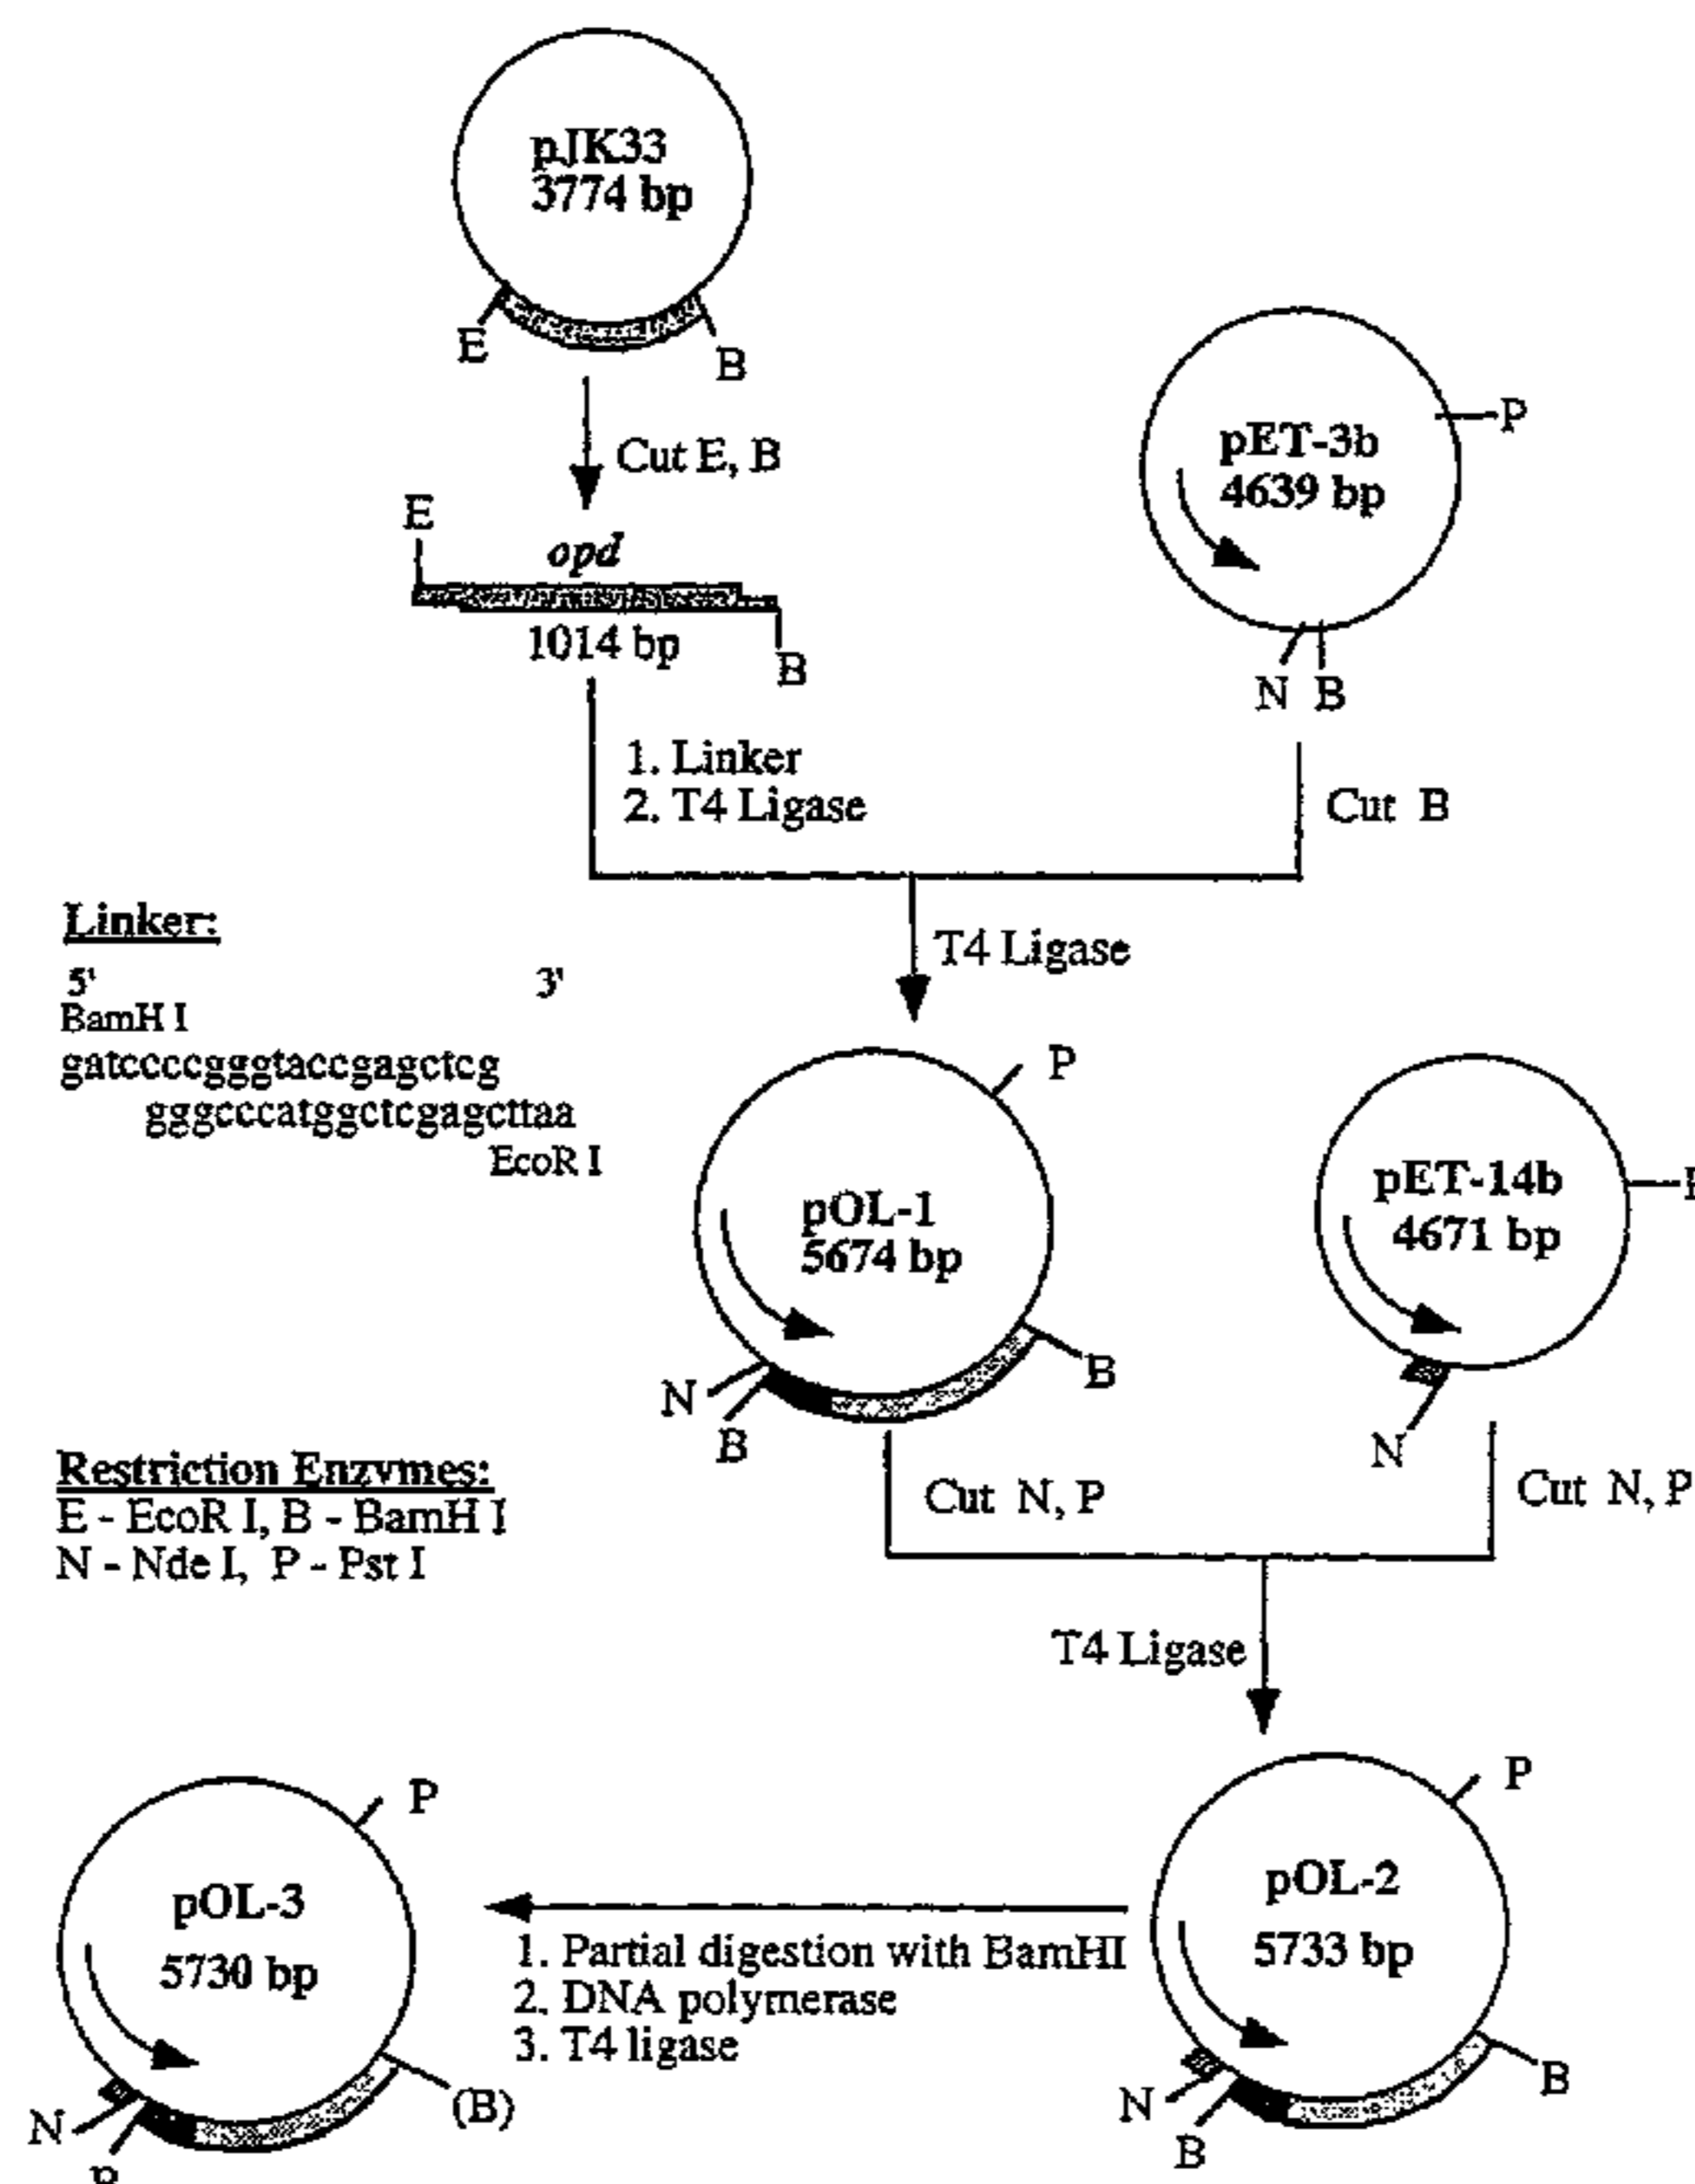 pJK33
3774 bp
E
B
Cut E, B
E
opd
1014 bp
B
pET-3b
4639 bp
P
N B
1. Linker
2. T4 Ligase
Cut B
T4 Ligase
Linker:
5' 3'
BamH I
gatccccgggtaccgagctcg
gggcccatggctcgagcttaa
EcoR I
pOL-1
5674 bp
P
B
N
B
pET-14b
4671 bp
N
Restriction Enzymes:
E - EcoR I, B - BamH I
N - Nde I, P - Pst I
Cut N, P
Cut N, P
T4 Ligase
pOL-3
5730 bp
P
(B)
N
1. Partial digestion with BamHI
2. DNA polymerase
3. T4 ligase
pOL-2
5733 bp
P
B
N
B